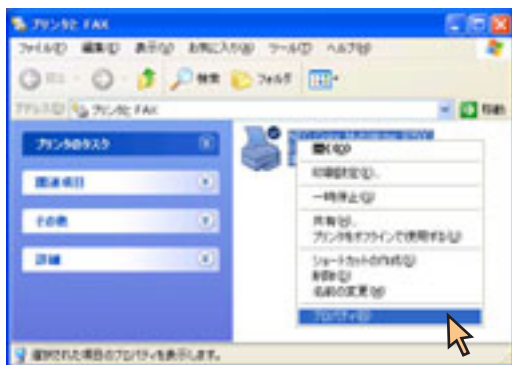 プリンタと FAX
ファイル(F) 編集(E) 表示(V) お気に入り(A) ツール(T) ヘルプ(H)
戻る 検索 フォルダ
アドレス(D) プリンタと FAX 移動
プリンタのタスク
関連項目
その他
詳細
開く(O)
印刷設定(E)...
一時停止(G)
共有(H)...
プリンタをオフラインで使用する(U)
ショートカットの作成(S)
削除(D)
名前の変更(M)
プロパティ(R)
選択された項目のプロパティを表示します。